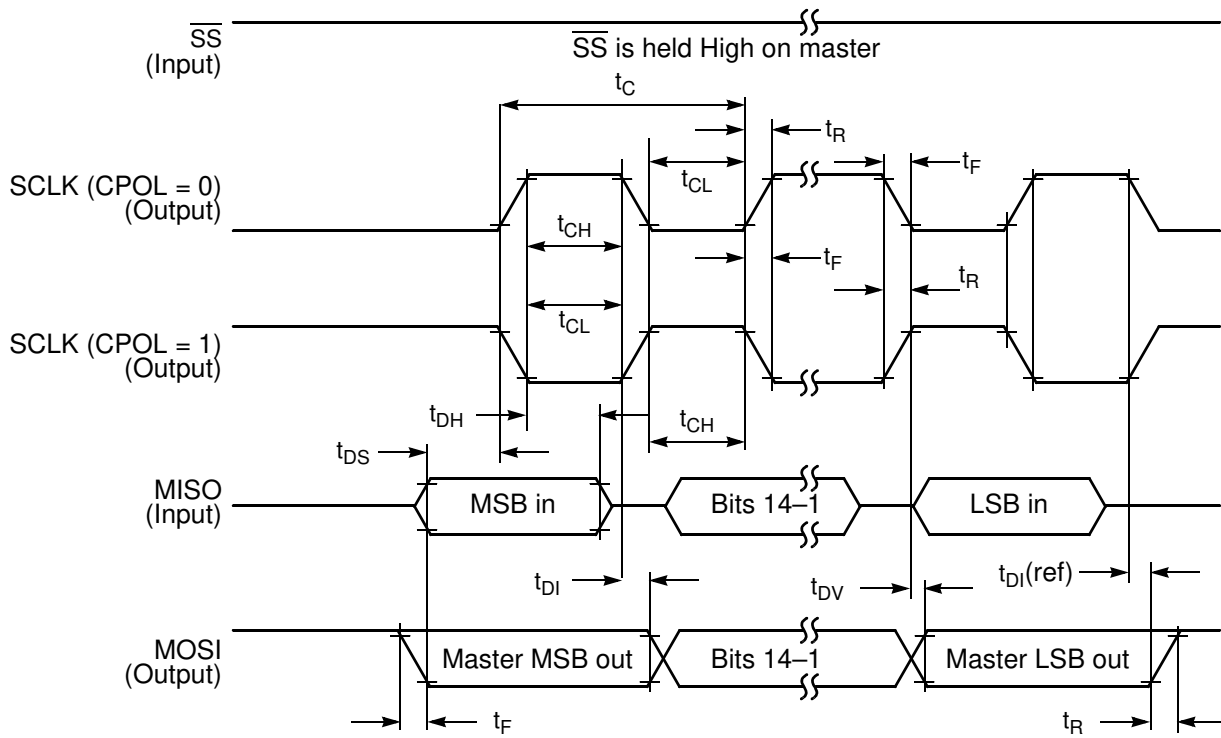 SS
(Input)
SS is held High on master
tC
tR
tF
SCLK (CPOL = 0)
(Output)
tCL
tCH
tF
tR
tCL
SCLK (CPOL = 1)
(Output)
tDH
tCH
tDS
MISO
(Input)
MSB in
Bits 14–1
LSB in
tDI
tDV
tDI(ref)
MOSI
(Output)
Master MSB out
Bits 14–1
Master LSB out
tF
tR